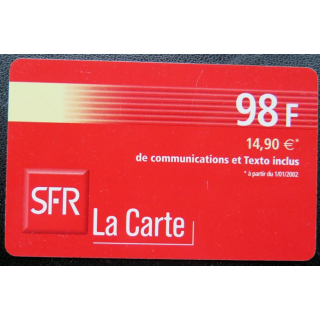 98 F
14,90 €*
de communications et Texto inclus
* à partir du 1/01/2002
SFR
La Carte